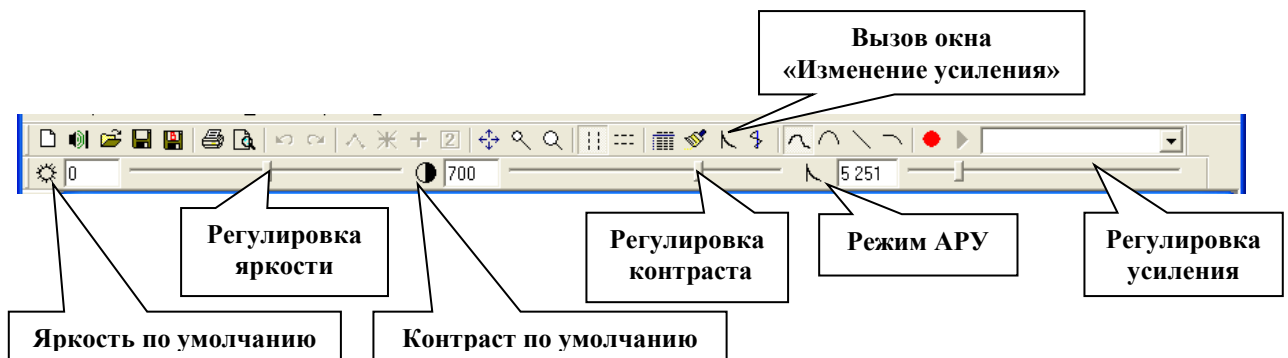 Вызов окна
«Изменение усиления»
2
0
700
5 251
Регулировка
яркости
Регулировка
контраста
Режим АРУ
Регулировка
усиления
Яркость по умолчанию
Контраст по умолчанию